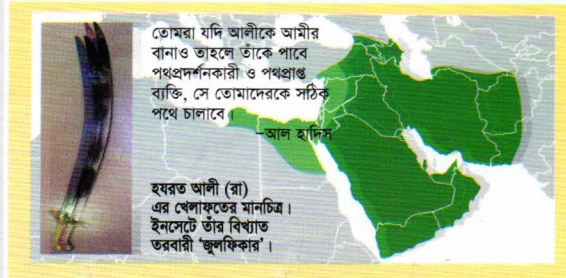 তোমরা যদি আলীকে আমীর
বানাও তাহলে তাঁকে পাবে
পথপ্রদর্শনকারী ও পথপ্রাপ্ত
ব্যক্তি, সে তোমাদেরকে সঠিক
পথে চালাবে।
–আল হাদিস
হযরত আলী (রা)
এর খেলাফতের মানচিত্র।
ইনসেটে তাঁর বিখ্যাত
তরবারী ‘জুলফিকার’।